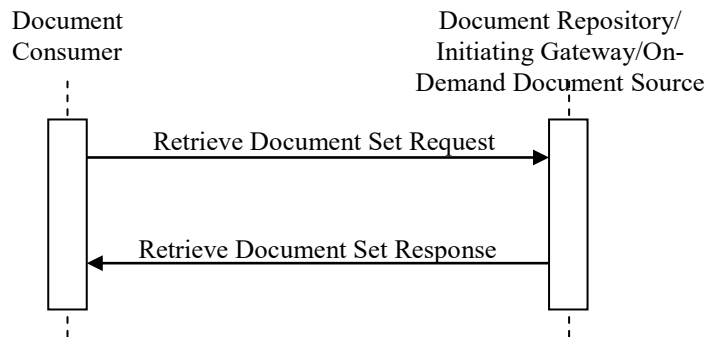 Document
Consumer
Document Repository/
Initiating Gateway/On-
Demand Document Source
Retrieve Document Set Request
Retrieve Document Set Response